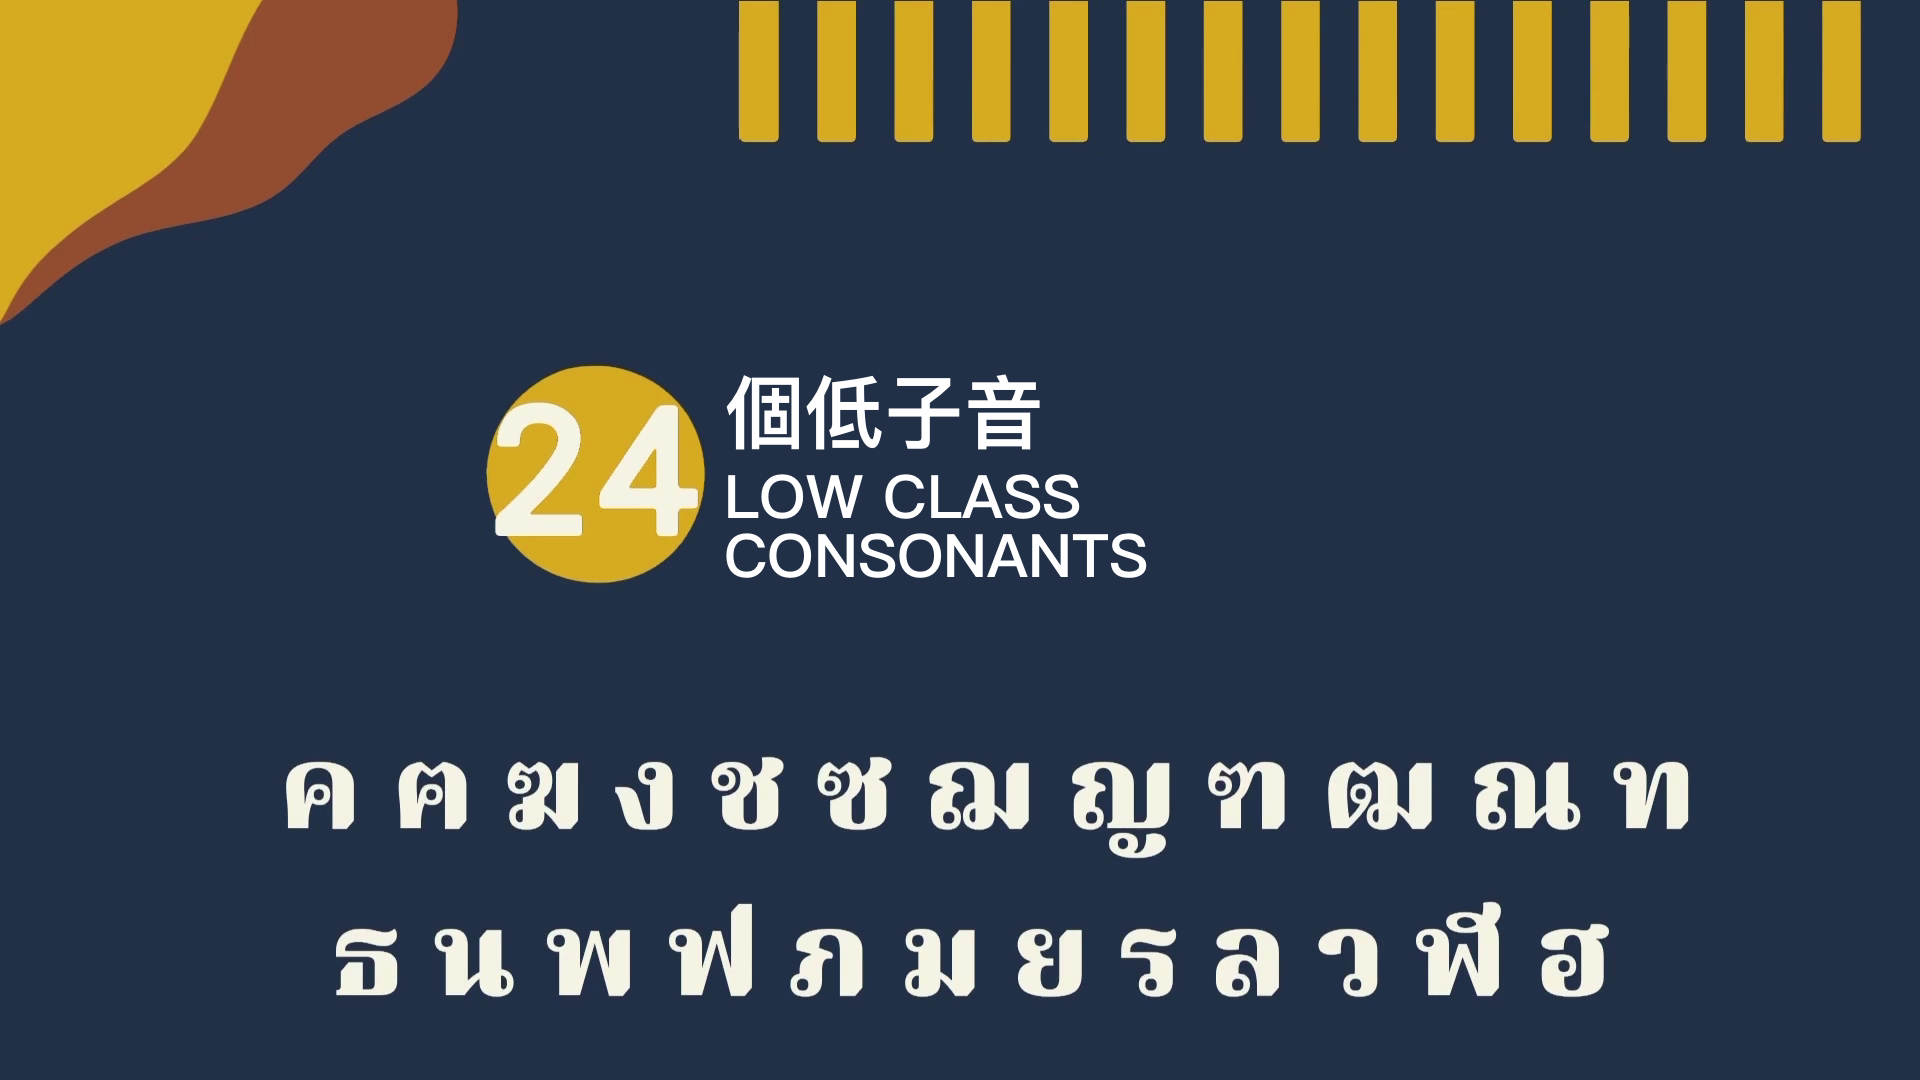 24
個低子音
LOW CLASS
CONSONANTS
ค ฅ ฆ ง ช ซ ฌ ญ ฑ ฒ ณ ท
ธ น พ ฟ ภ ม ย ร ล ว ฬ ฮ